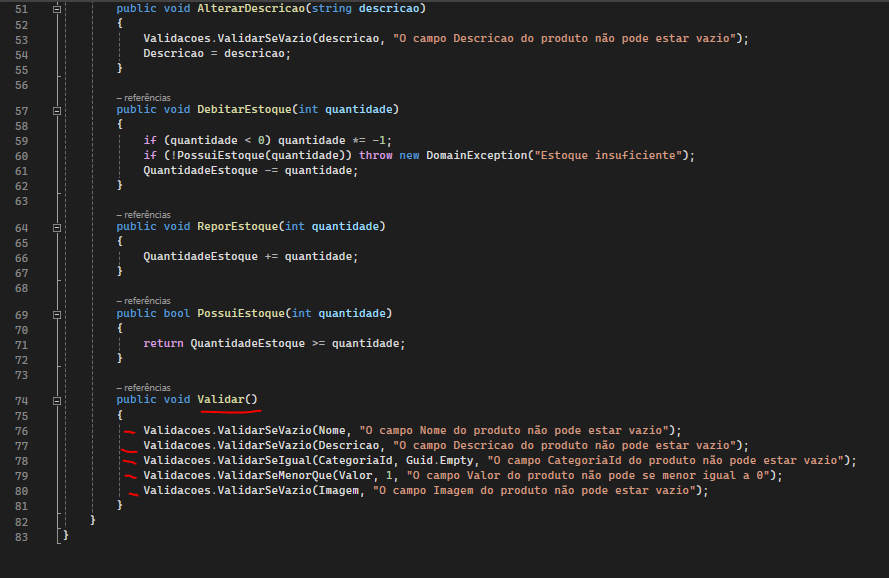 51 public void AlterarDescricao(string descricao)
52 {
53 Validacoes.ValidarSeVazio(descricao, "O campo Descricao do produto não pode estar vazio");
54 Descricao = descricao;
55 }
56
– referências
57 public void DebitarEstoque(int quantidade)
58 {
59 if (quantidade < 0) quantidade *= -1;
60 if (!PossuiEstoque(quantidade)) throw new DomainException("Estoque insuficiente");
61 QuantidadeEstoque -= quantidade;
62 }
63
– referências
64 public void ReporEstoque(int quantidade)
65 {
66 QuantidadeEstoque += quantidade;
67 }
68
– referências
69 public bool PossuiEstoque(int quantidade)
70 {
71 return QuantidadeEstoque >= quantidade;
72 }
73
– referências
74 public void Validar()
75 {
76 Validacoes.ValidarSeVazio(Nome, "O campo Nome do produto não pode estar vazio");
77 Validacoes.ValidarSeVazio(Descricao, "O campo Descricao do produto não pode estar vazio");
78 Validacoes.ValidarSeIgual(CategoriaId, Guid.Empty, "O campo CategoriaId do produto não pode estar vazio");
79 Validacoes.ValidarSeMenorQue(Valor, 1, "O campo Valor do produto não pode se menor igual a 0");
80 Validacoes.ValidarSeVazio(Imagem, "O campo Imagem do produto não pode estar vazio");
81 }
82 }
83 }